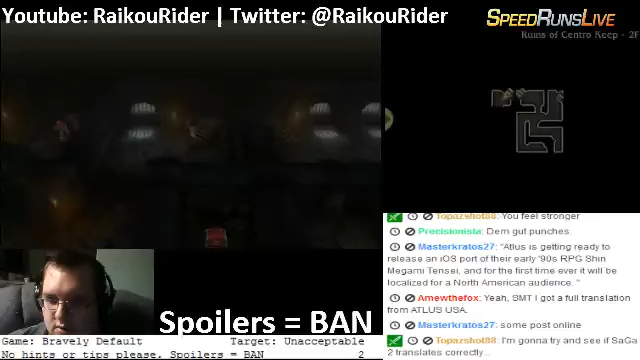 Youtube: RaikouRider | Twitter: @RaikouRider
SPEEDRUNSLIVE
Ruins of Centro Keep - 2F
Topazshot88: You feel stronger
Precisionista: Dem gut punches.
Masterkratos27: "Atlus is getting ready to
release an iOS port of their early '90s RPG Shin
Megami Tensei, and for the first time ever it will be
localized for a North American audience. "
Amewthefox: Yeah, SMT I got a full translation
from ATLUS USA.
Masterkratos27: some post online
Topazshot88: I'm gonna try and see if SaGa
2 translates correctly...
Spoilers = BAN
Game: Bravely Default
Target: Unacceptable
No hints or tips please, Spoilers = BAN
2